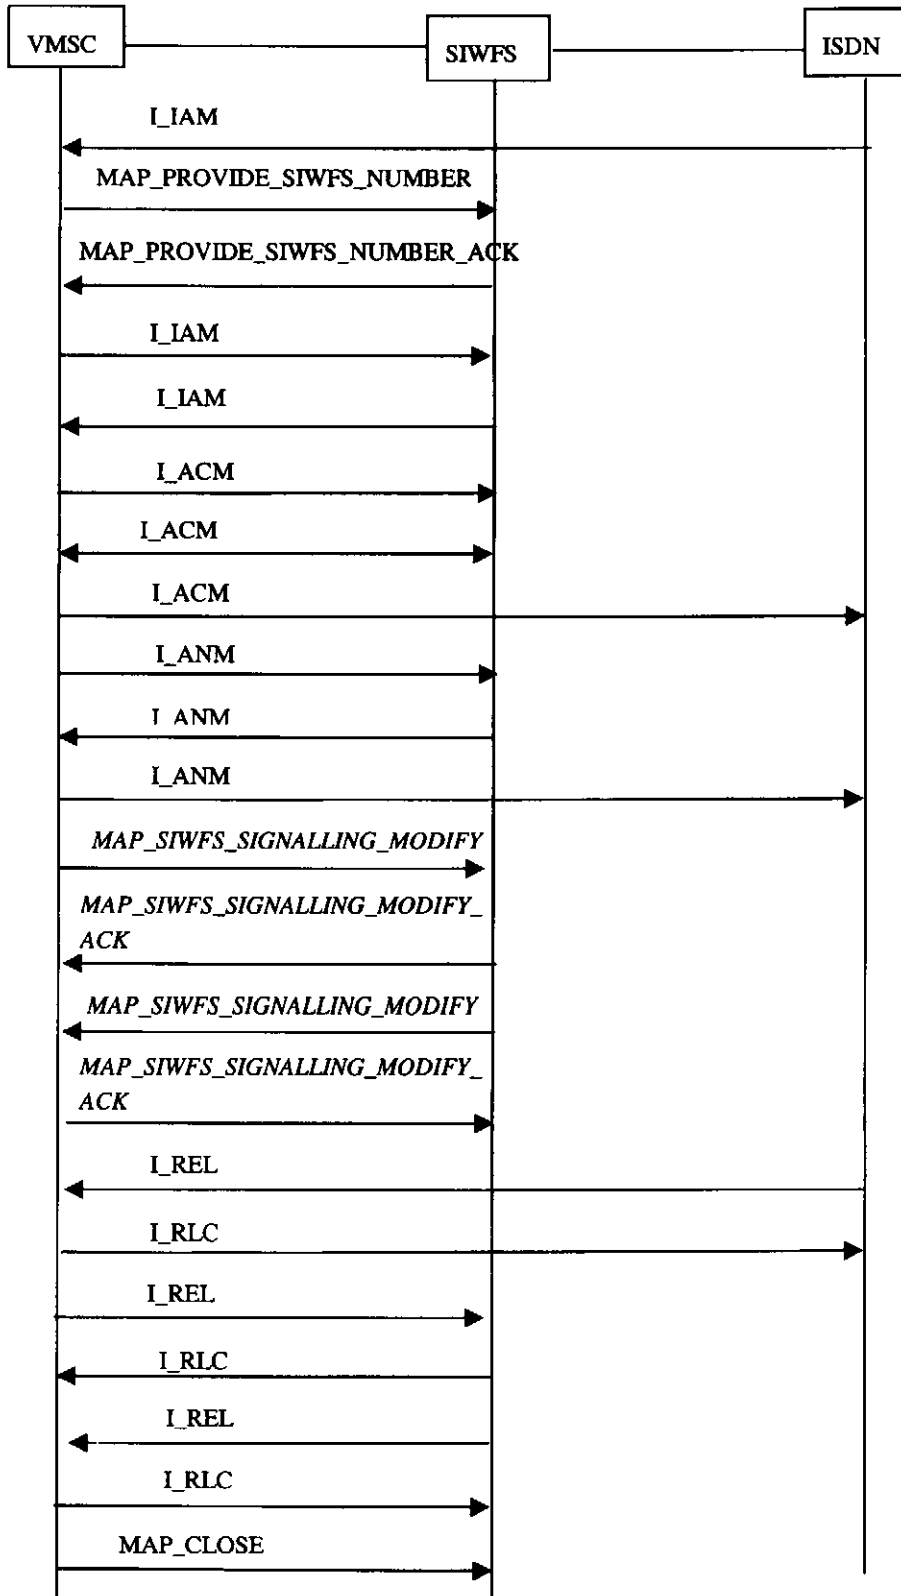 VMSC
SIWFS
ISDN
I_IAM
MAP_PROVIDE_SIWFS_NUMBER
MAP_PROVIDE_SIWFS_NUMBER_ACK
I_IAM
I_IAM
I_ACM
I_ACM
I_ACM
I_ANM
I_ANM
I_ANM
MAP_SIWFS_SIGNALLING_MODIFY
MAP_SIWFS_SIGNALLING_MODIFY_
ACK
MAP_SIWFS_SIGNALLING_MODIFY
MAP_SIWFS_SIGNALLING_MODIFY_
ACK
I_REL
I_RLC
I_REL
I_RLC
I_REL
I_RLC
MAP_CLOSE